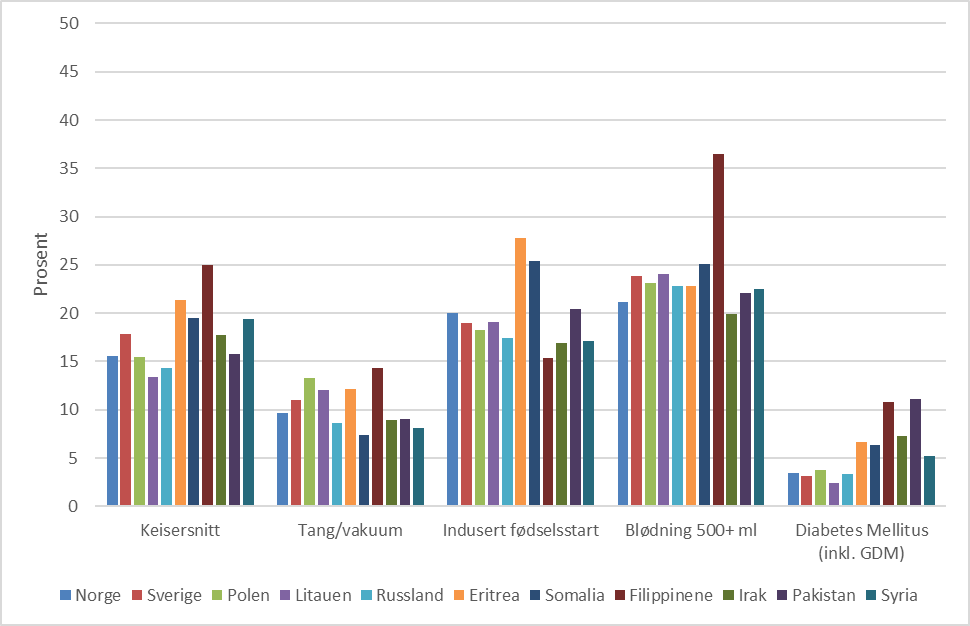 50
45
40
35
30
25
20
15
10
5
0
Prosent
Keisersnitt
Tang/vakuum
Indusert fødselsstart
Blødning 500+ ml
Diabetes Mellitus
(inkl. GDM)
Norge Sverige Polen Litauen Russland Eritrea Somalia Filippinene Irak Pakistan Syria